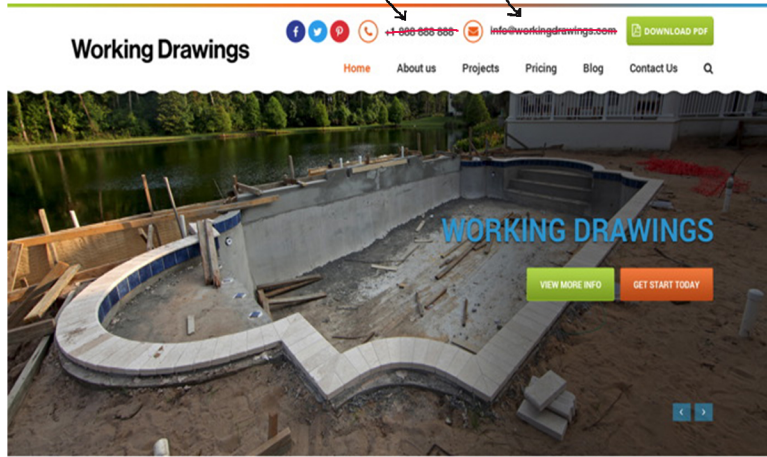 +1 888 888 888
info@workingdrawings.com
DOWNLOAD PDF
Working Drawings
Home About us Projects Pricing Blog Contact Us
WORKING DRAWINGS
VIEW MORE INFO GET START TODAY